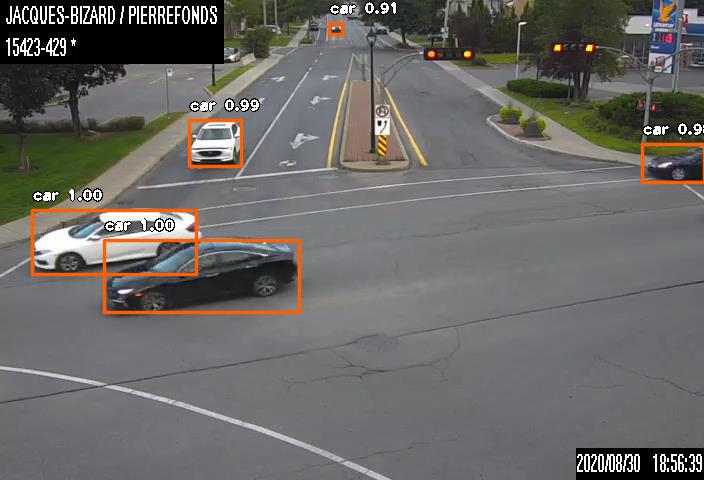 JACQUES-BIZARD / PIERREFONDS
15423-429 *
car 0.91
car 0.99
car 0.98
car 1.00
car 1.00
2020/08/30 18:56:39